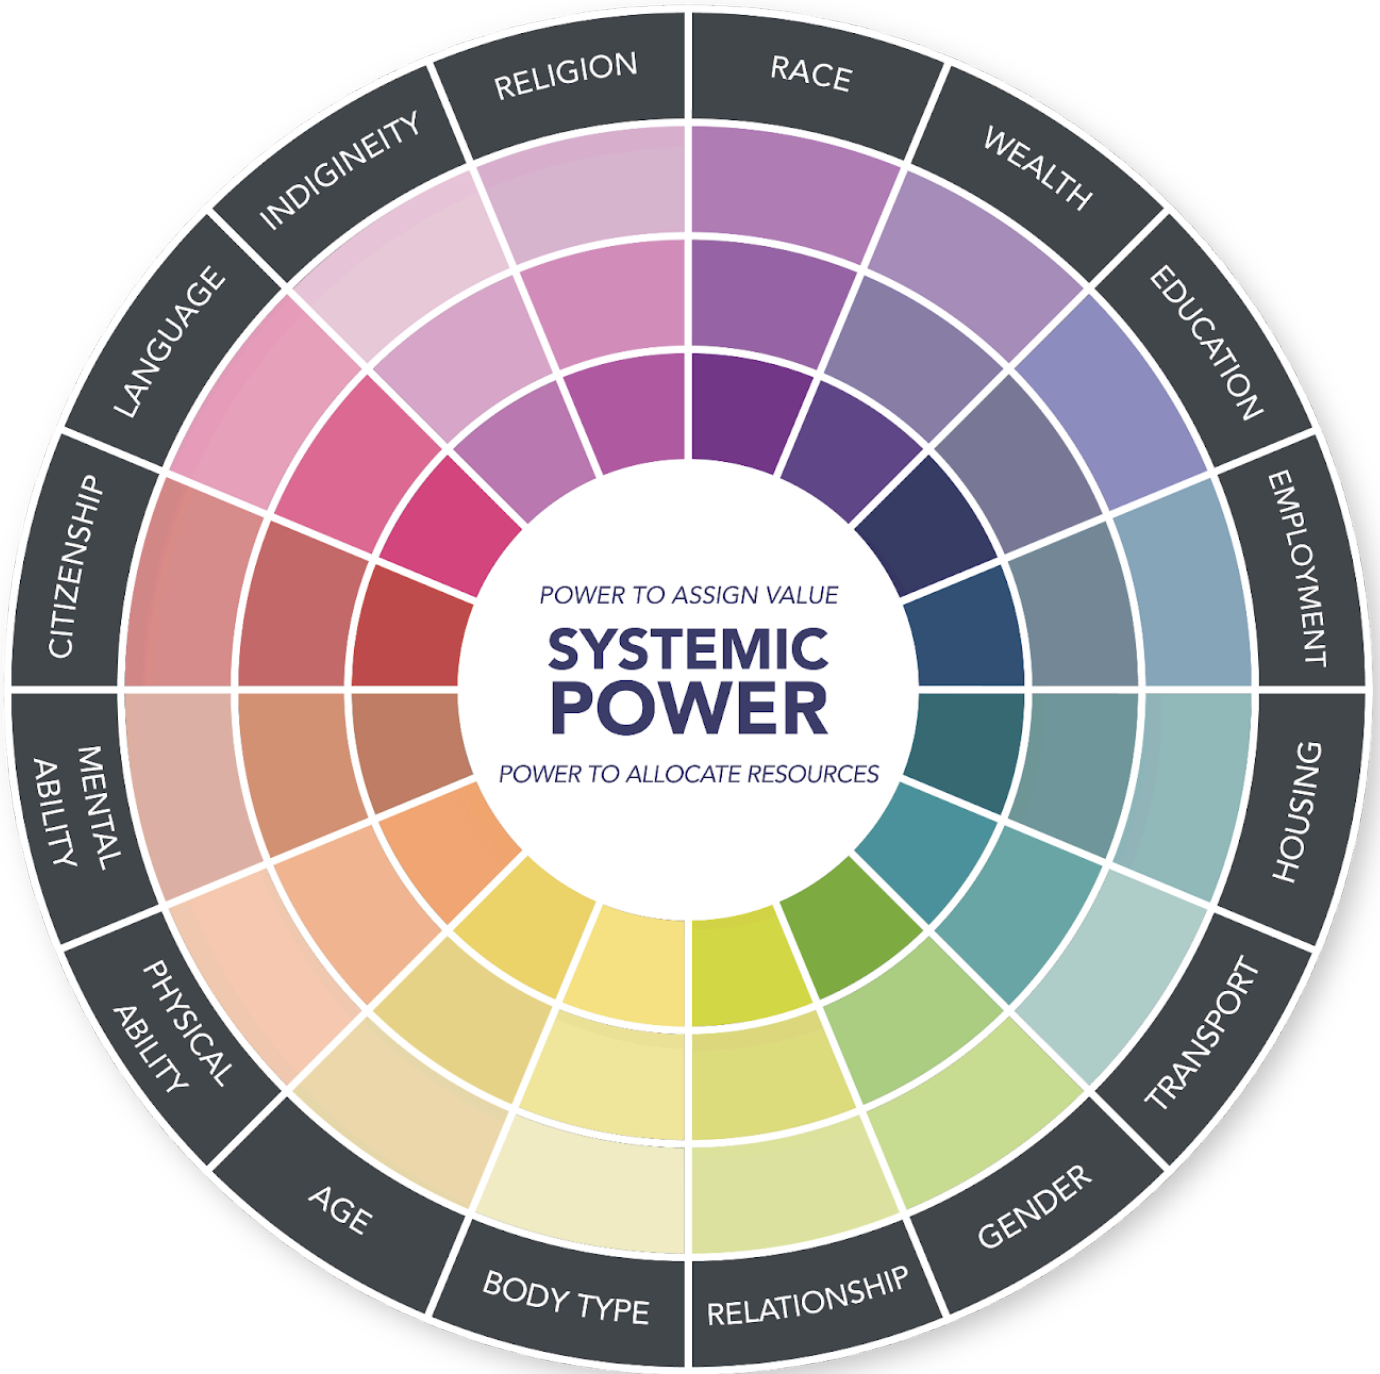 RELIGION
RACE
WEALTH
EDUCATION
EMPLOYMENT
HOUSING
TRANSPORT
GENDER
RELATIONSHIP
BODY TYPE
AGE
PHYSICAL
ABILITY
MENTAL
ABILITY
CITIZENSHIP
LANGUAGE
INDIGINEITY
POWER TO ASSIGN VALUE
SYSTEMIC
POWER
POWER TO ALLOCATE RESOURCES